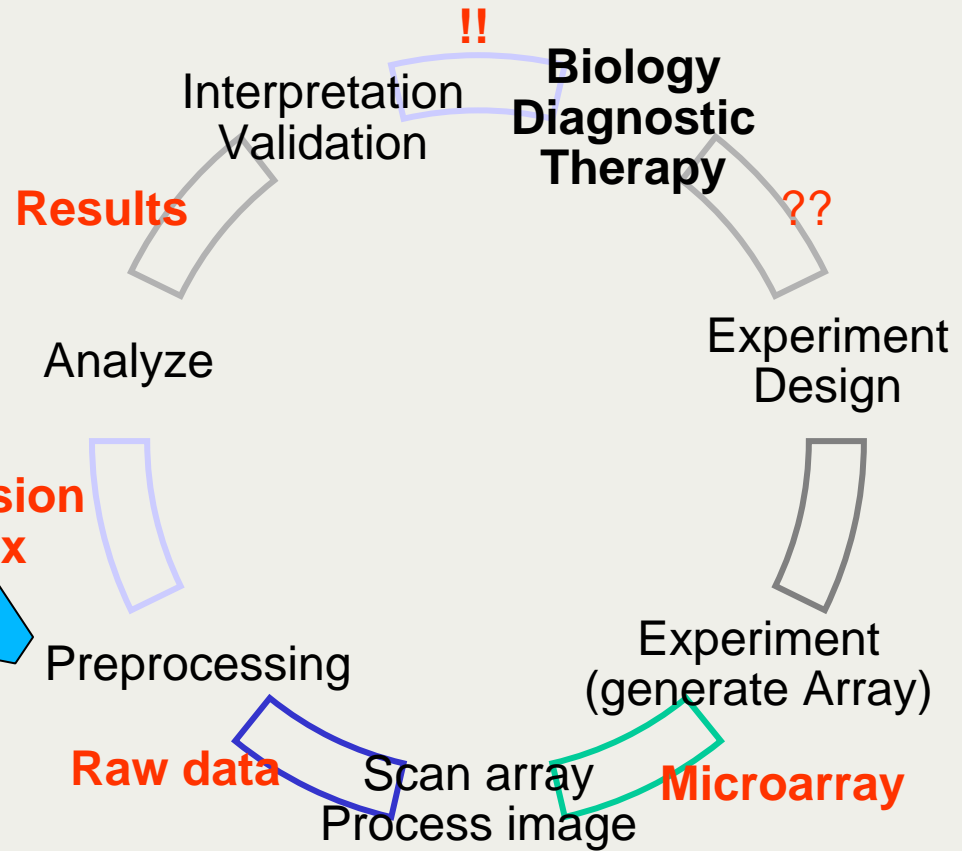 !!
Biology
Diagnostic
Therapy
??
Experiment
Design
Experiment
(generate Array)
Microarray
Scan array
Process image
Raw data
Preprocessing
sion
x
Analyze
Results
Interpretation
Validation